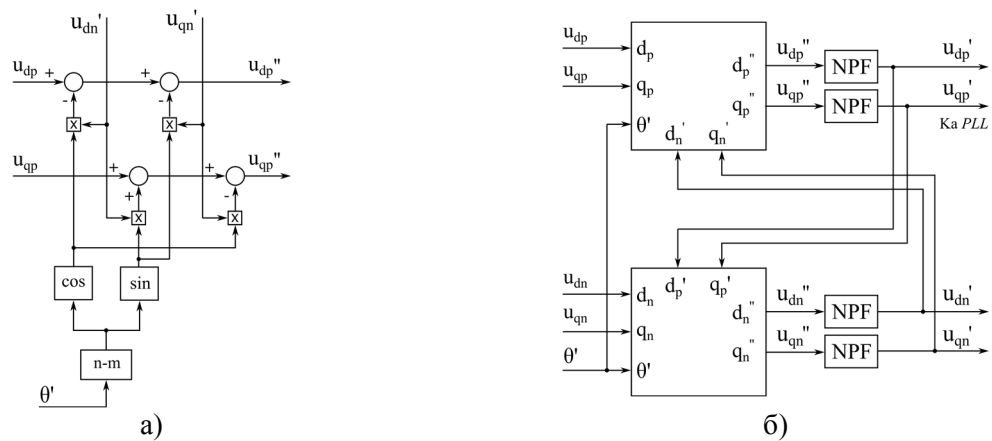 u_dn'
u_qn'
u_dp
+
+
u_dp"
-
-
x
x
u_qp
+
+
u_qp"
+
-
x
x
cos
sin
n-m
θ'
а)
u_dp
u_qp
d_p
q_p
θ'
d_p"
q_p"
d_n'
q_n'
u_dp"
u_qp"
NPF
NPF
u_dp'
u_qp'
Ka PLL
u_dn
u_qn
θ'
d_n
q_n
θ'
d_p'
q_p'
d_n"
q_n"
u_dn"
u_qn"
NPF
NPF
u_dn'
u_qn'
б)